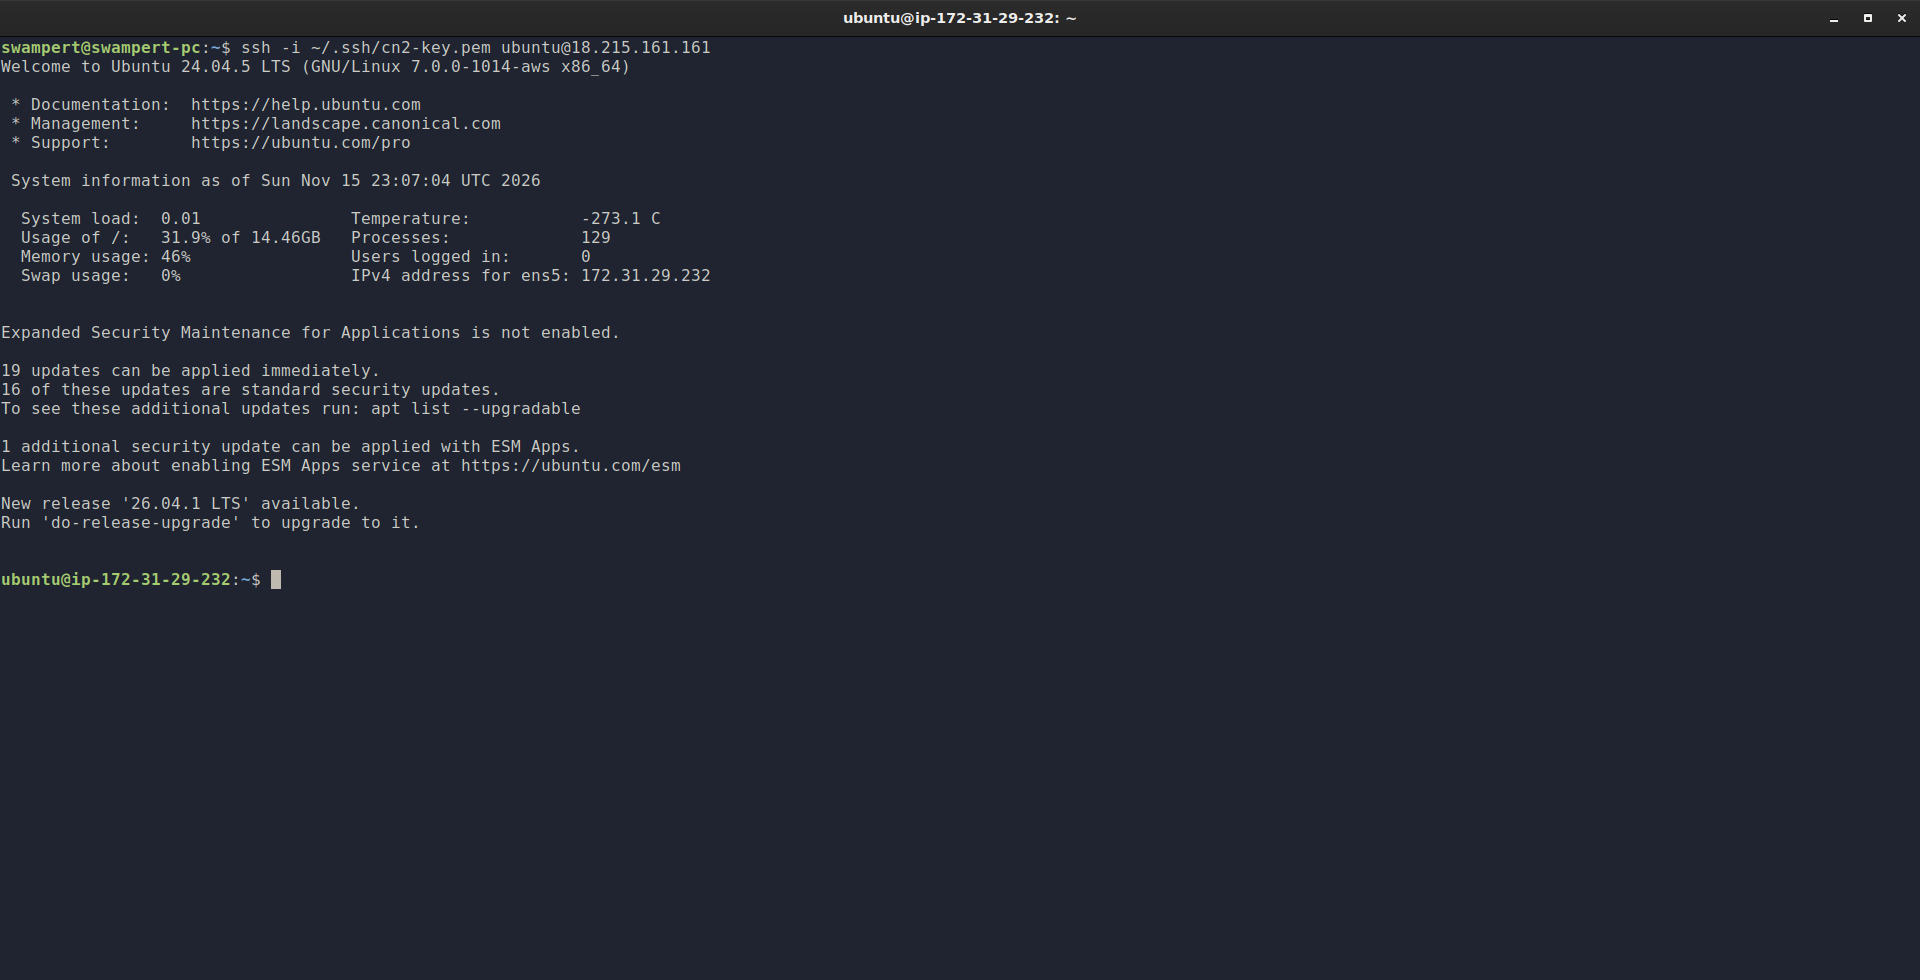 ubuntu@ip-172-31-29-232: ~
swampert@swampert-pc:~$ ssh -i ~/.ssh/cn2-key.pem ubuntu@18.215.161.161
Welcome to Ubuntu 24.04.5 LTS (GNU/Linux 7.0.0-1014-aws x86_64)

 * Documentation:  https://help.ubuntu.com
 * Management:     https://landscape.canonical.com
 * Support:        https://ubuntu.com/pro

 System information as of Sun Nov 15 23:07:04 UTC 2026

  System load:  0.01               Temperature:           -273.1 C
  Usage of /:   31.9% of 14.46GB   Processes:             129
  Memory usage: 46%                Users logged in:       0
  Swap usage:   0%                 IPv4 address for ens5: 172.31.29.232


Expanded Security Maintenance for Applications is not enabled.

19 updates can be applied immediately.
16 of these updates are standard security updates.
To see these additional updates run: apt list --upgradable

1 additional security update can be applied with ESM Apps.
Learn more about enabling ESM Apps service at https://ubuntu.com/esm

New release '26.04.1 LTS' available.
Run 'do-release-upgrade' to upgrade to it.


ubuntu@ip-172-31-29-232:~$